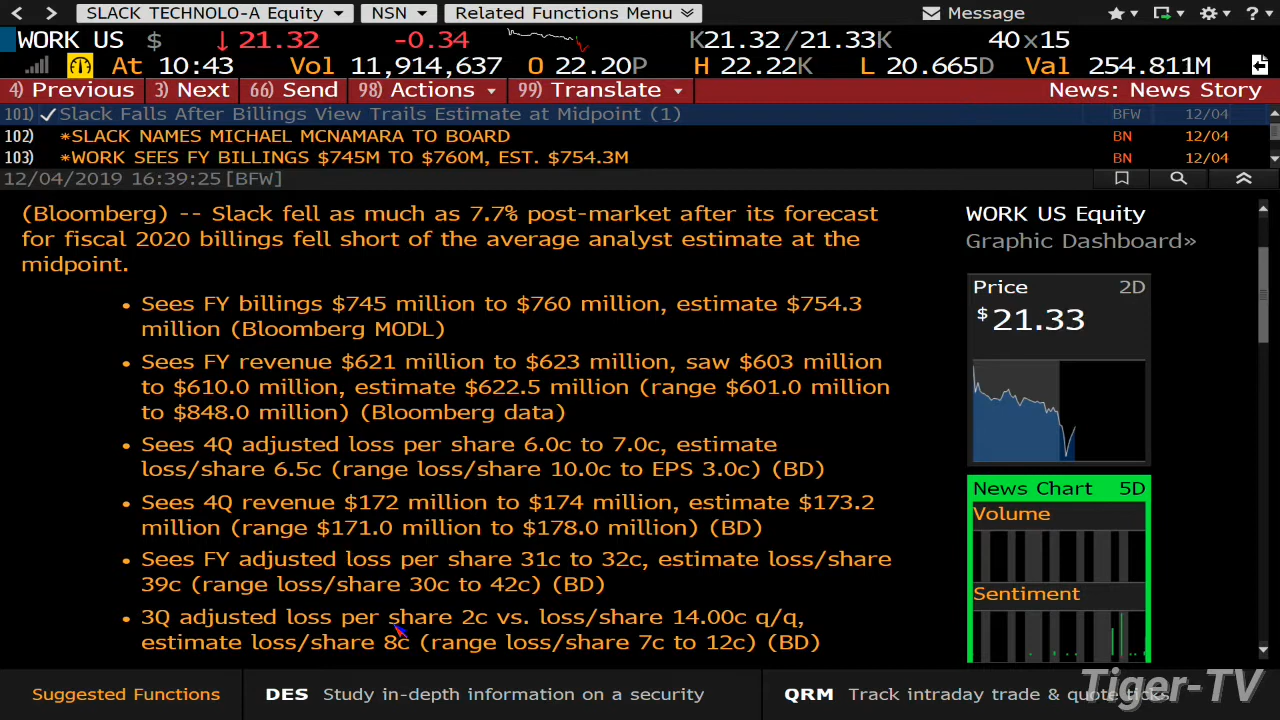 SLACK TECHNOLO-A Equity NSN Related Functions Menu Message
WORK US $ ↓21.32 -0.34 K21.32/21.33K 40x15
At 10:43 Vol 11,914,637 O 22.20P H 22.22K L 20.665D Val 254.811M
4) Previous 3) Next 66) Send 98) Actions 99) Translate News: News Story
101) ✓Slack Falls After Billings View Trails Estimate at Midpoint (1) BFW 12/04
102) *SLACK NAMES MICHAEL MCNAMARA TO BOARD BN 12/04
103) *WORK SEES FY BILLINGS $745M TO $760M, EST. $754.3M BN 12/04
12/04/2019 16:39:25 [BFW]
(Bloomberg) -- Slack fell as much as 7.7% post-market after its forecast
for fiscal 2020 billings fell short of the average analyst estimate at the
midpoint.
• Sees FY billings $745 million to $760 million, estimate $754.3
million (Bloomberg MODL)
• Sees FY revenue $621 million to $623 million, saw $603 million
to $610.0 million, estimate $622.5 million (range $601.0 million
to $848.0 million) (Bloomberg data)
• Sees 4Q adjusted loss per share 6.0c to 7.0c, estimate
loss/share 6.5c (range loss/share 10.0c to EPS 3.0c) (BD)
• Sees 4Q revenue $172 million to $174 million, estimate $173.2
million (range $171.0 million to $178.0 million) (BD)
• Sees FY adjusted loss per share 31c to 32c, estimate loss/share
39c (range loss/share 30c to 42c) (BD)
• 3Q adjusted loss per share 2c vs. loss/share 14.00c q/q,
estimate loss/share 8c (range loss/share 7c to 12c) (BD)
WORK US Equity
Graphic Dashboard»
Price 2D
$21.33
News Chart 5D
Volume
Sentiment
Suggested Functions DES Study in-depth information on a security QRM Track intraday trade & quote ticks
Tiger-TV